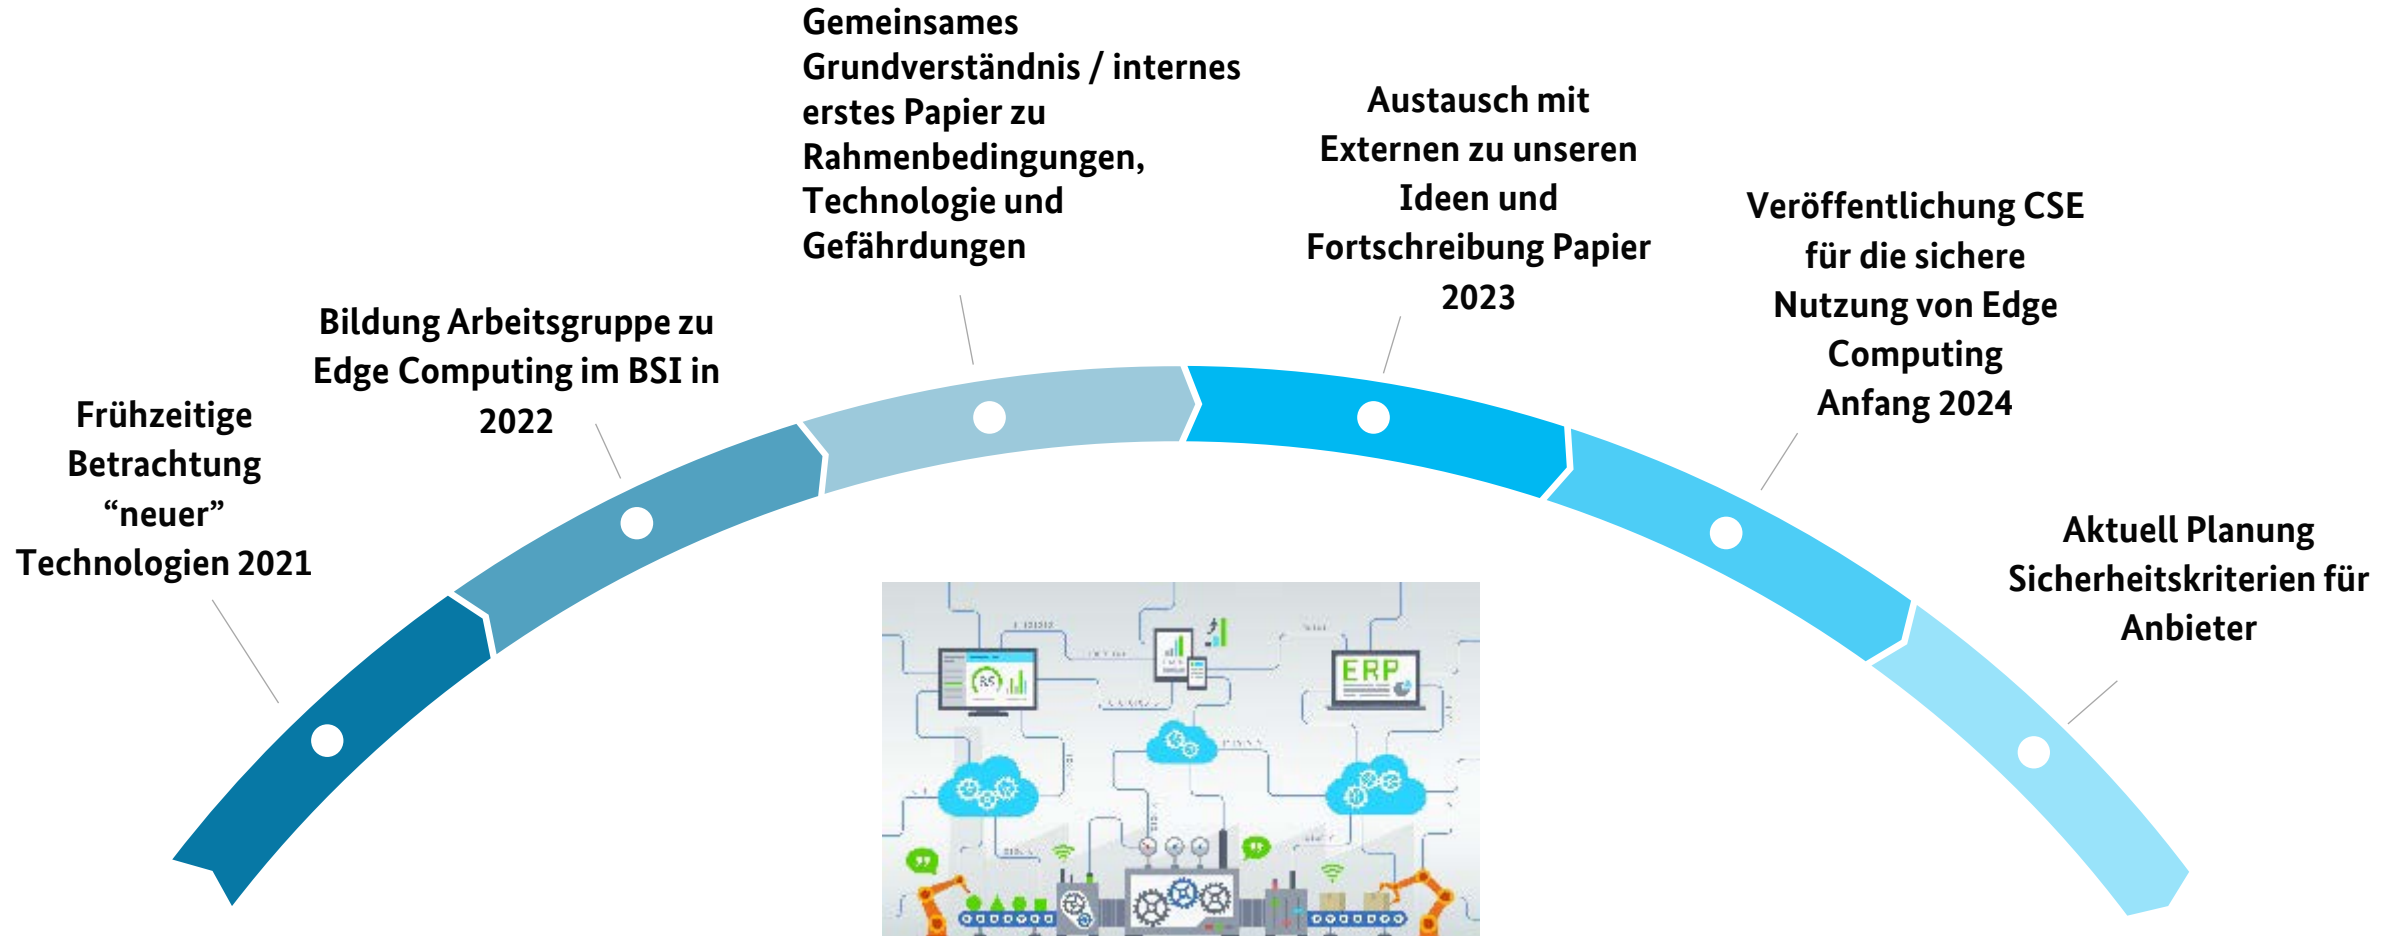 Frühzeitige
Betrachtung
“neuer”
Technologien 2021
Bildung Arbeitsgruppe zu
Edge Computing im BSI in
2022
Gemeinsames
Grundverständnis / internes
erstes Papier zu
Rahmenbedingungen,
Technologie und
Gefährdungen
Austausch mit
Externen zu unseren
Ideen und
Fortschreibung Papier
2023
Veröffentlichung CSE
für die sichere
Nutzung von Edge
Computing
Anfang 2024
Aktuell Planung
Sicherheitskriterien für
Anbieter
ERP